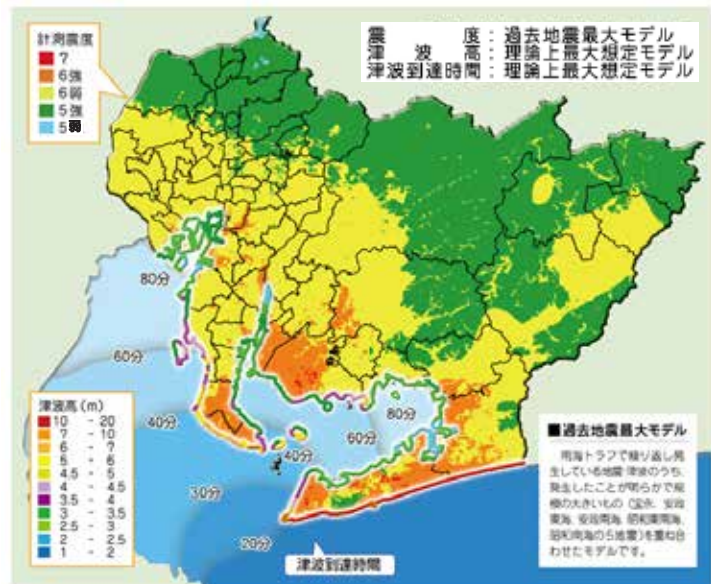 計測震度
7
6強
6弱
5強
5弱
震度：過去地震最大モデル
津波高：理論上最大想定モデル
津波到達時間：理論上最大想定モデル
80分
60分
40分
30分
20分
40分
60分
80分
津波到達時間
津波高(m)
10 - 20
7 - 10
6 - 7
5 - 6
4.5 - 5
4 - 4.5
3.5 - 4
3 - 3.5
2.5 - 3
2 - 2.5
1 - 2
■過去地震最大モデル
南海トラフで繰り返し発
生している地震・津波のうち、
発生したことが明らかで規
模の大きいもの（宝永、安政
東海、安政南海、昭和東南海、
昭和南海の5地震）を重ね合
わせたモデルです。